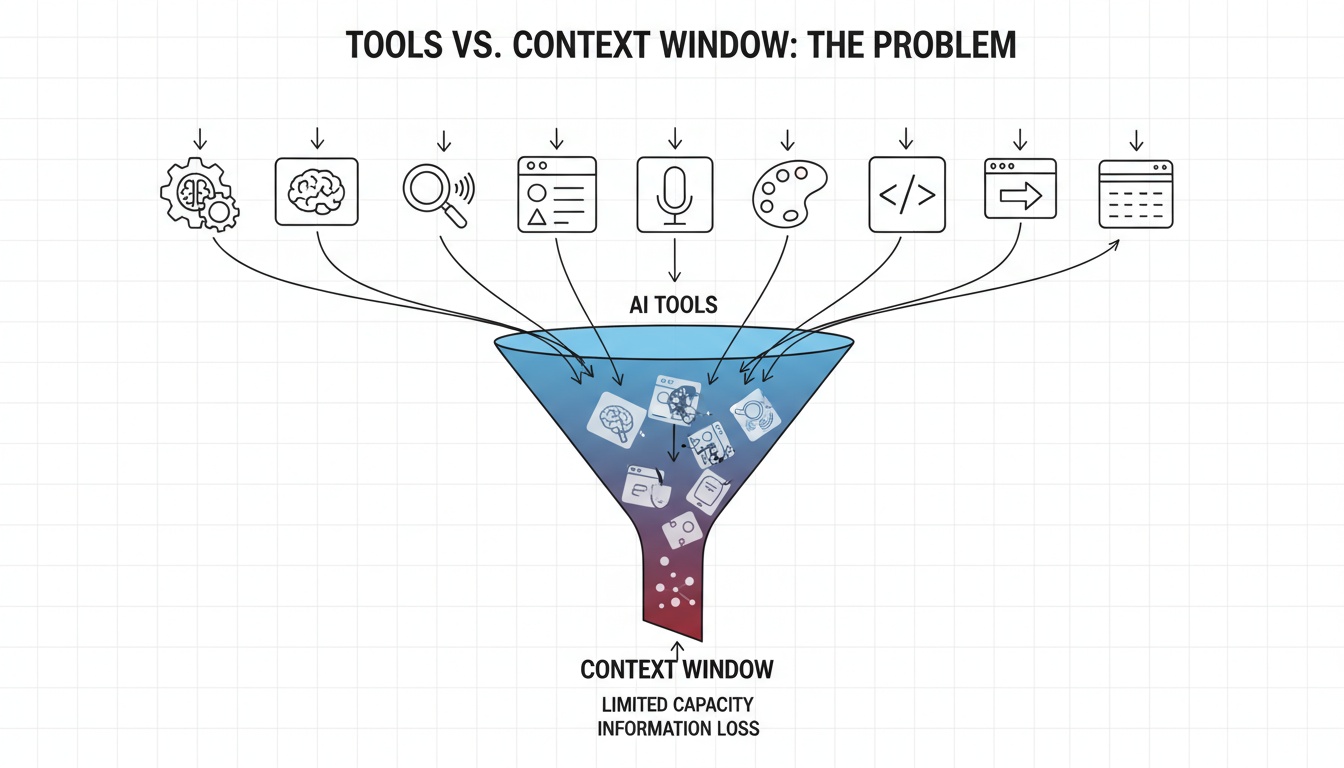 TOOLS VS. CONTEXT WINDOW: THE PROBLEM
</>
AI TOOLS
CONTEXT WINDOW
LIMITED CAPACITY
INFORMATION LOSS